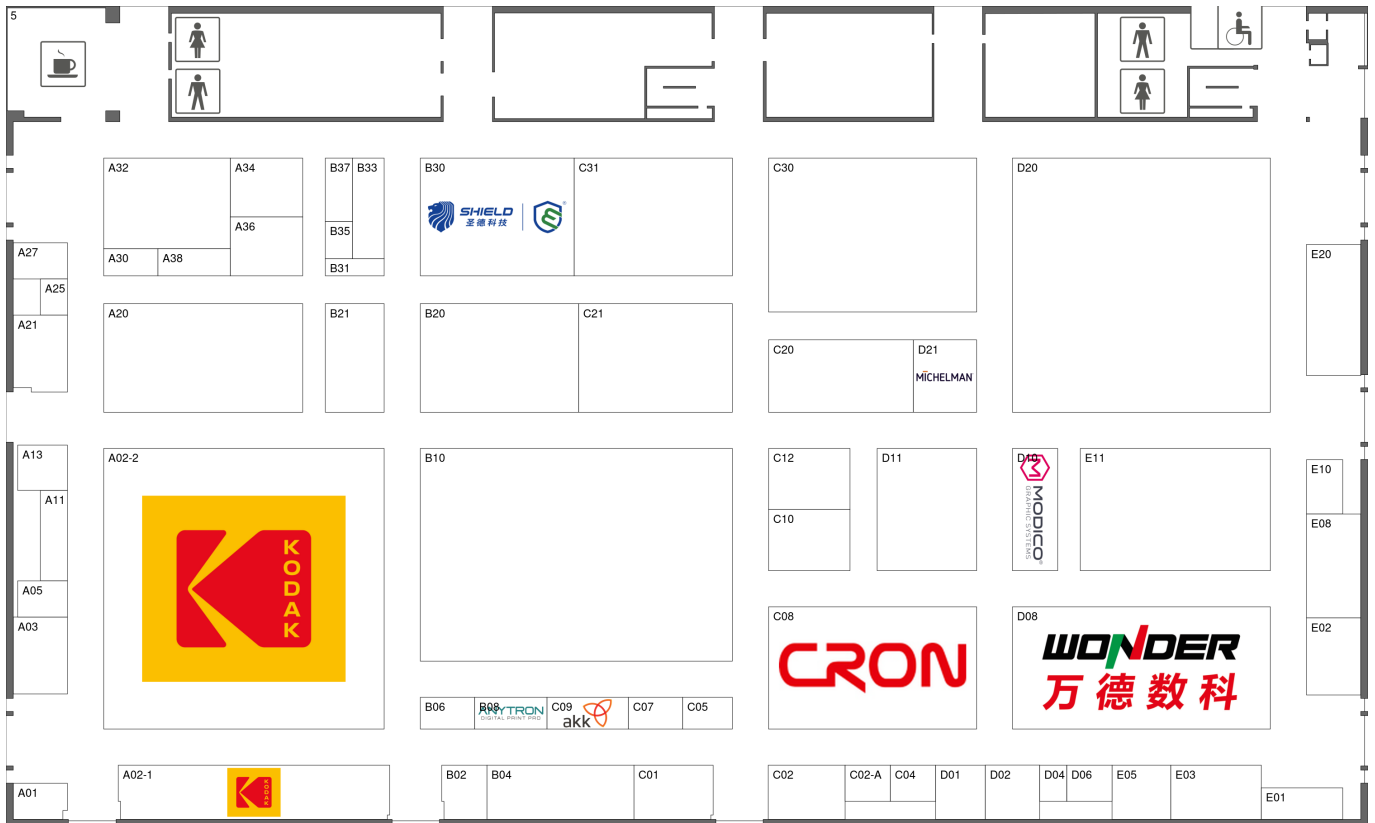 5
A32
A34
B37
B33
B30
C31
C30
D20
SHIELD
圣德科技
®
A36
B35
A27
A30
A38
B31
E20
A25
A20
B21
B20
C21
A21
C20
D21
MICHELMAN
A13
A02-2
B10
C12
D11
D10
E11
MODICO®
GRAPHIC SYSTEMS
E10
A11
C10
E08
KODAK
A05
A03
C08
D08
E02
CRON
WONDER
万德数科
B06
B08
ANYTRON
DIGITAL PRINT PRO
C09
akk
C07
C05
A02-1
KODAK
B02
B04
C01
C02
C02-A
C04
D01
D02
D04
D06
E05
E03
A01
E01